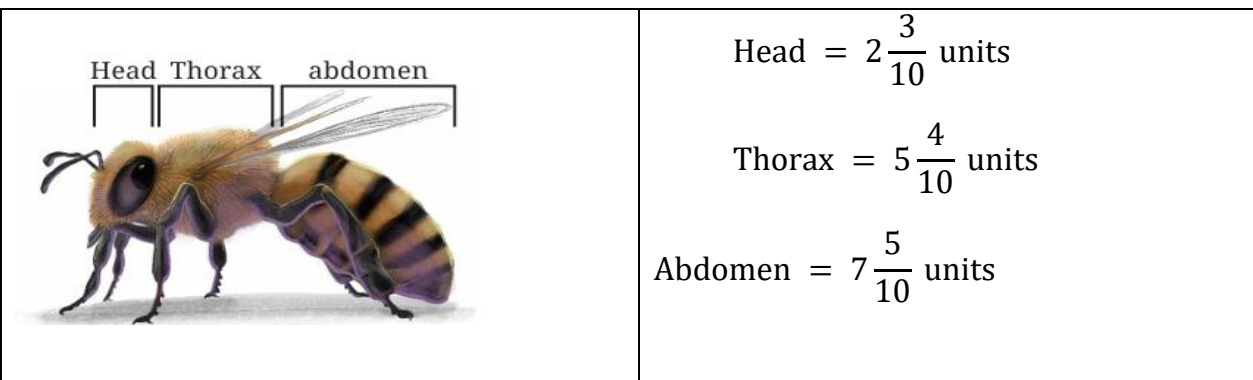 Head Thorax abdomen
Head = 2 3/10 units
Thorax = 5 4/10 units
Abdomen = 7 5/10 units